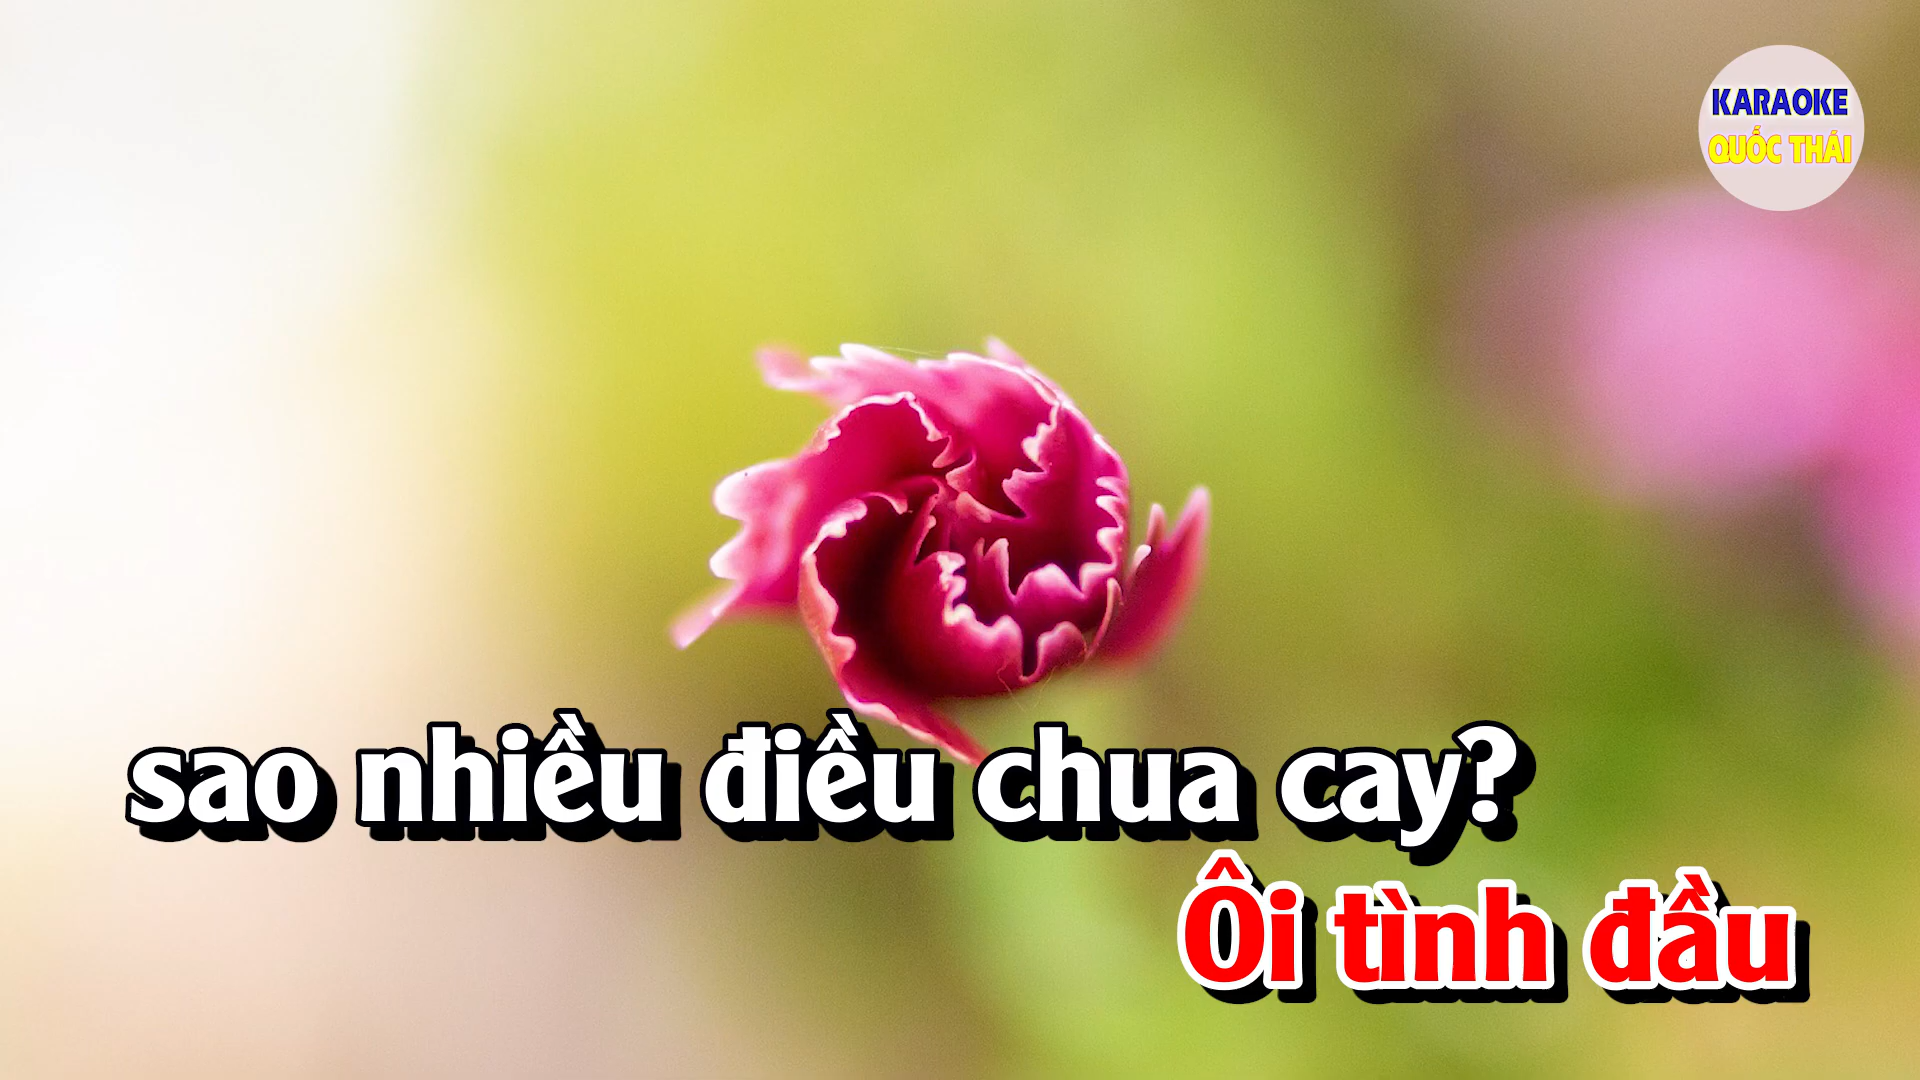 KARAOKE
QUỐC THÁI
sao nhiều điều chua cay?
Ôi tình đầu